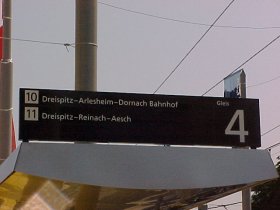 10 Dreispitz-Arlesheim-Dornach Bahnhof
11 Dreispitz-Reinach-Aesch
Gleis
4